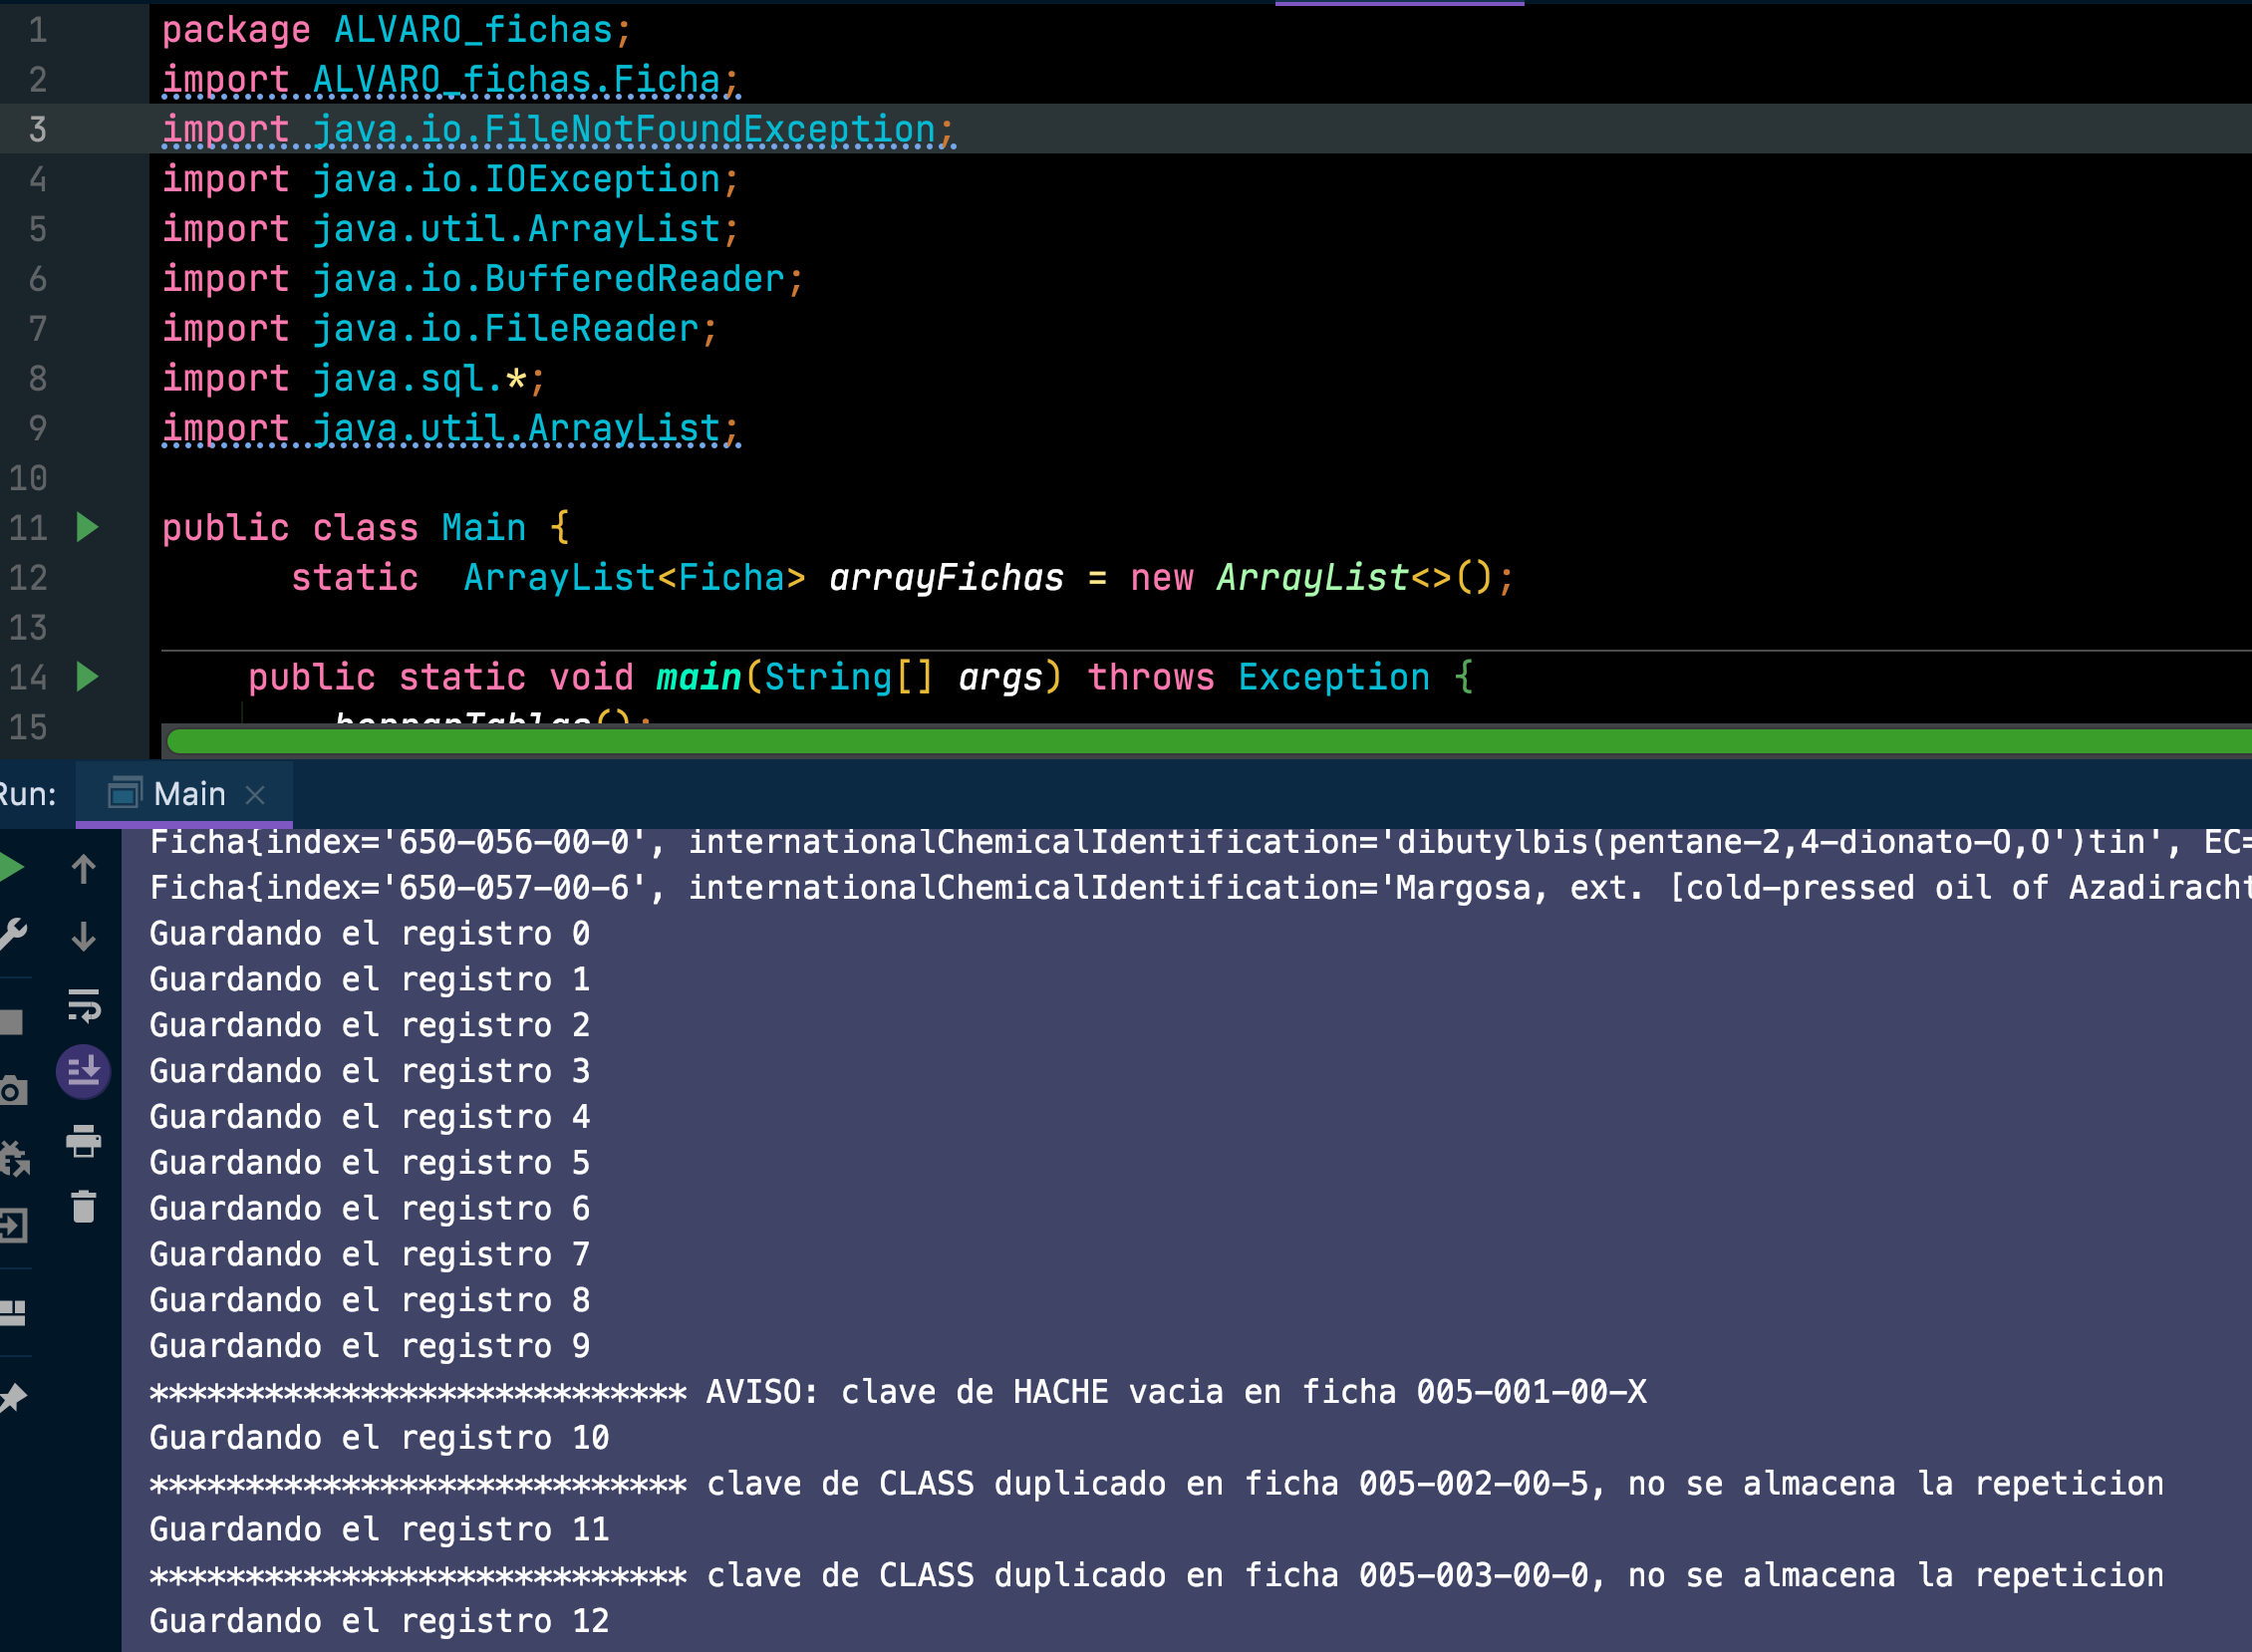 1 package ALVARO_fichas;
2 import ALVARO_fichas.Ficha;
3 import java.io.FileNotFoundException;
4 import java.io.IOException;
5 import java.util.ArrayList;
6 import java.io.BufferedReader;
7 import java.io.FileReader;
8 import java.sql.*;
9 import java.util.ArrayList;
10
11 public class Main {
12 static ArrayList<Ficha> arrayFichas = new ArrayList<>();
13
14 public static void main(String[] args) throws Exception {
15 borrarTablas();
Run: Main
Ficha{index='650-056-00-0', internationalChemicalIdentification='dibutylbis(pentane-2,4-dionato-O,O')tin', EC=
Ficha{index='650-057-00-6', internationalChemicalIdentification='Margosa, ext. [cold-pressed oil of Azadiracht
Guardando el registro 0
Guardando el registro 1
Guardando el registro 2
Guardando el registro 3
Guardando el registro 4
Guardando el registro 5
Guardando el registro 6
Guardando el registro 7
Guardando el registro 8
Guardando el registro 9
**************************** AVISO: clave de HACHE vacia en ficha 005-001-00-X
Guardando el registro 10
**************************** clave de CLASS duplicado en ficha 005-002-00-5, no se almacena la repeticion
Guardando el registro 11
**************************** clave de CLASS duplicado en ficha 005-003-00-0, no se almacena la repeticion
Guardando el registro 12